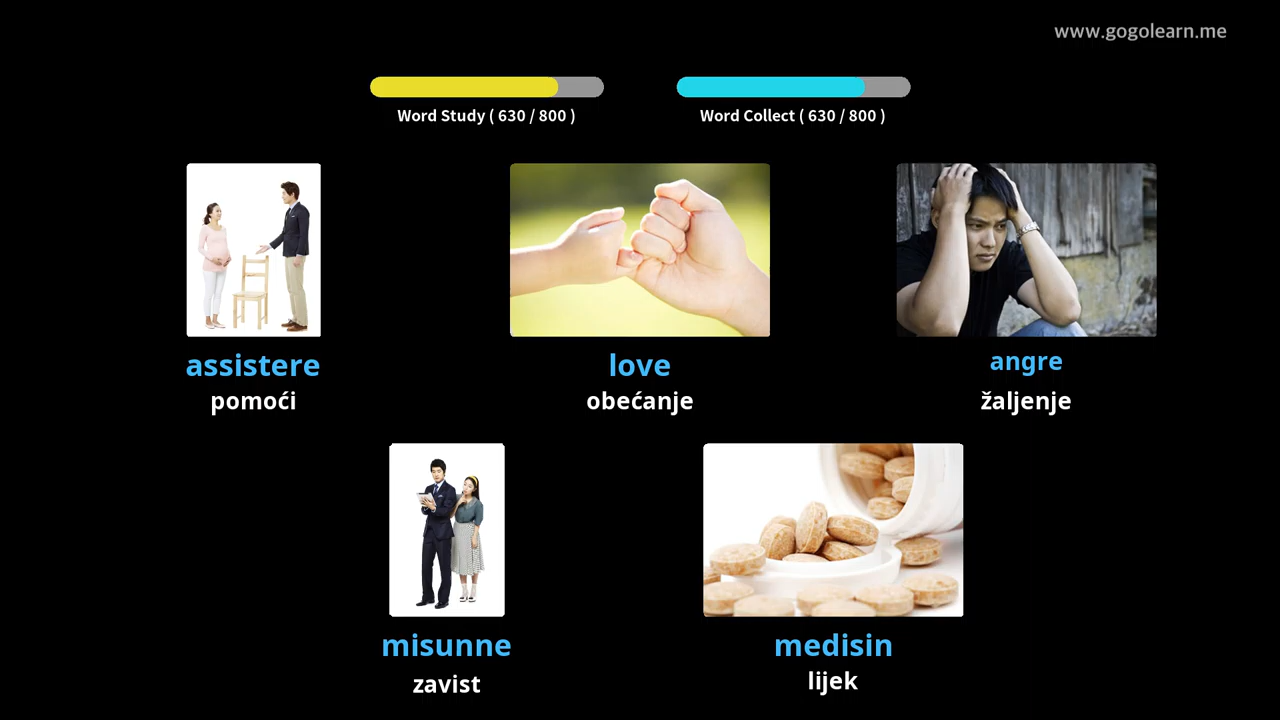 www.gogolearn.me
Word Study ( 630 / 800 )
Word Collect ( 630 / 800 )
assistere
pomoći
love
obećanje
angre
žaljenje
misunne
zavist
medisin
lijek